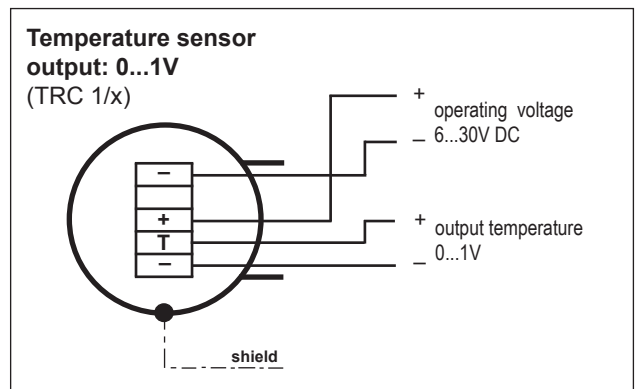 Temperature sensor
output: 0...1V
(TRC 1/x)
+
operating voltage
– 6...30V DC
–
+
T
–
+
output temperature
0...1V
–
shield